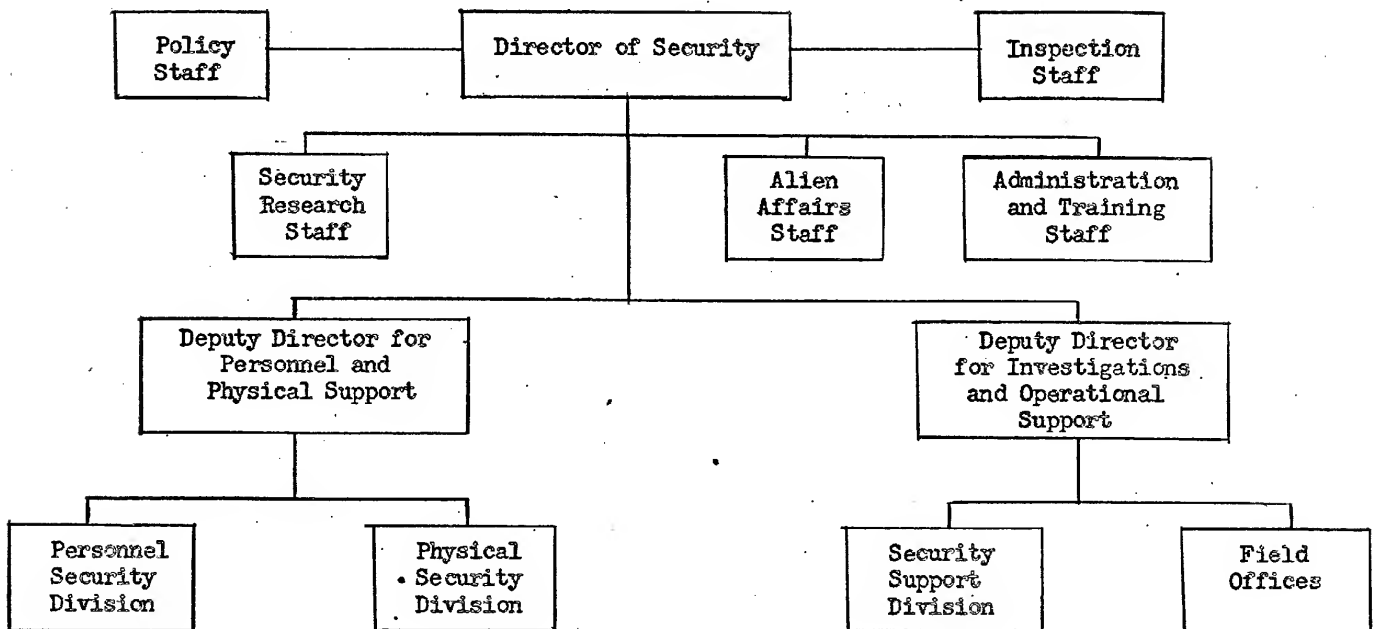 Policy
Staff
Director of Security
Inspection
Staff
Security
Research
Staff
Alien
Affairs
Staff
Administration
and Training
Staff
Deputy Director for
Personnel and
Physical Support
Deputy Director
for Investigations
and Operational
Support
Personnel
Security
Division
Physical
Security
Division
Security
Support
Division
Field
Offices